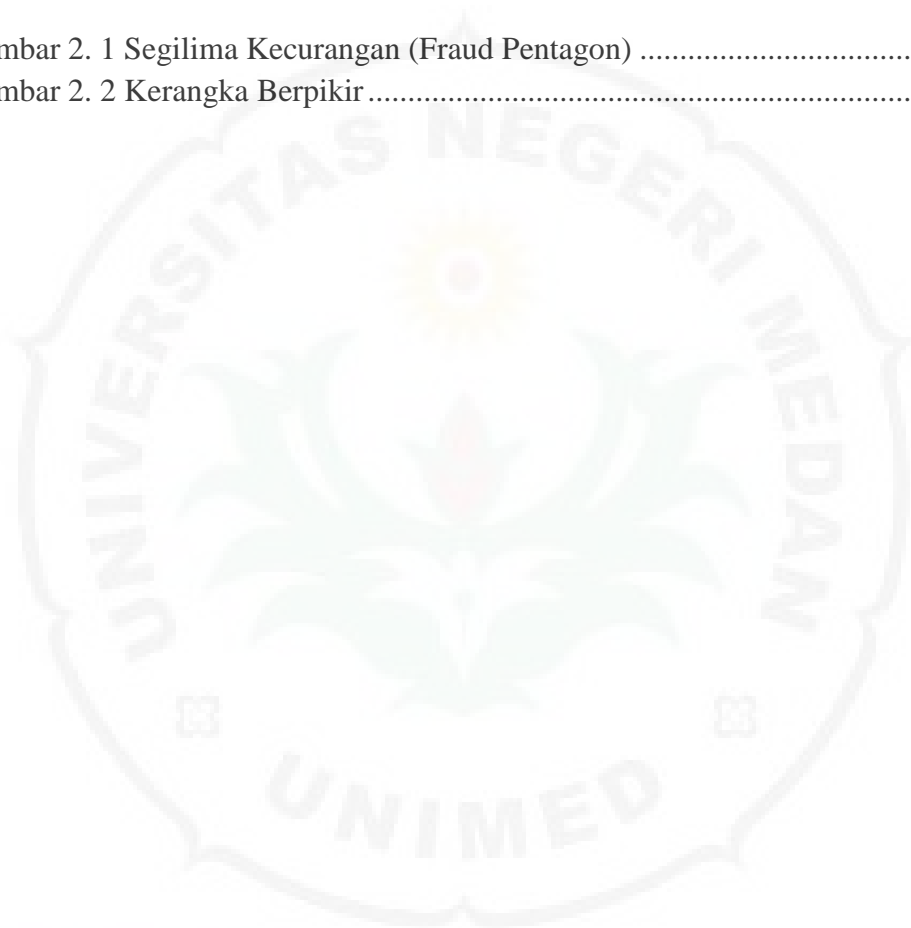 mbar 2. 1 Segilima Kecurangan (Fraud Pentagon) ..................................
mbar 2. 2 Kerangka Berpikir....................................................................
UNIVERSITAS NEGERI MEDAN
UNIMED